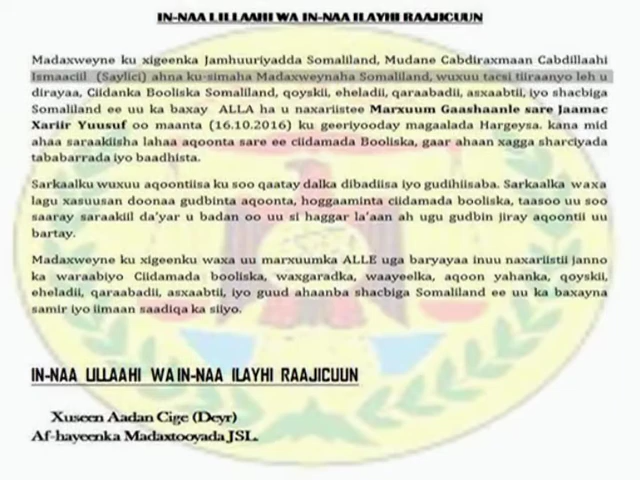 IN-NAA LILLAAHI WA IN-NAA ILAYHI RAAJICUUN
Madaxweyne ku xigeenka Jamhuuriyadda Somaliland, Mudane Cabdiraxmaan Cabdillaahi
Ismaaciil (Saylici) ahna ku-simaha Madaxweynaha Somaliland, wuxuu tacsi tiiraanyo leh u
dirayaa, Ciidanka Booliska Somaliland, qoyskii, eheladii, qaraabadii, asxaabtii, iyo shacbiga
Somaliland ee uu ka baxay ALLA ha u naxariistee Marxuum Gaashaanle sare Jaamac
Xariir Yuusuf oo maanta (16.10.2016) ku geeriyooday magaalada Hargeysa. kana mid
ahaa saraakiisha lahaa aqoonta sare ee ciidamada Booliska, gaar ahaan xagga sharciyada
tababarrada iyo baadhista.
Sarkaalku wuxuu aqoontiisa ku soo qaatay dalka dibadiisa iyo gudihiisaba. Sarkaalka waxa
lagu xasuusan doonaa gudbinta aqoonta, hoggaaminta ciidamada booliska, taasoo uu soo
saaray saraakiil da'yar u badan oo uu si haggar la'aan ah ugu gudbin jiray aqoontii uu
bartay.
Madaxweyne ku xigeenku waxa uu marxuumka ALLE uga baryayaa inuu naxariistii janno
ka waraabiyo Ciidamada booliska, waxgaradka, waayeelka, aqoon yahanka, qoyskii,
eheladii, qaraabadii, asxaabtii, iyo guud ahaanba shacbiga Somaliland ee uu ka baxayna
samir iyo iimaan saadiqa ka siiyo.
IN-NAA LILLAAHI WA IN-NAA ILAYHI RAAJICUUN
Xuseen Aadan Cige (Deyr)
Af-hayeenka Madaxtooyada JSL.